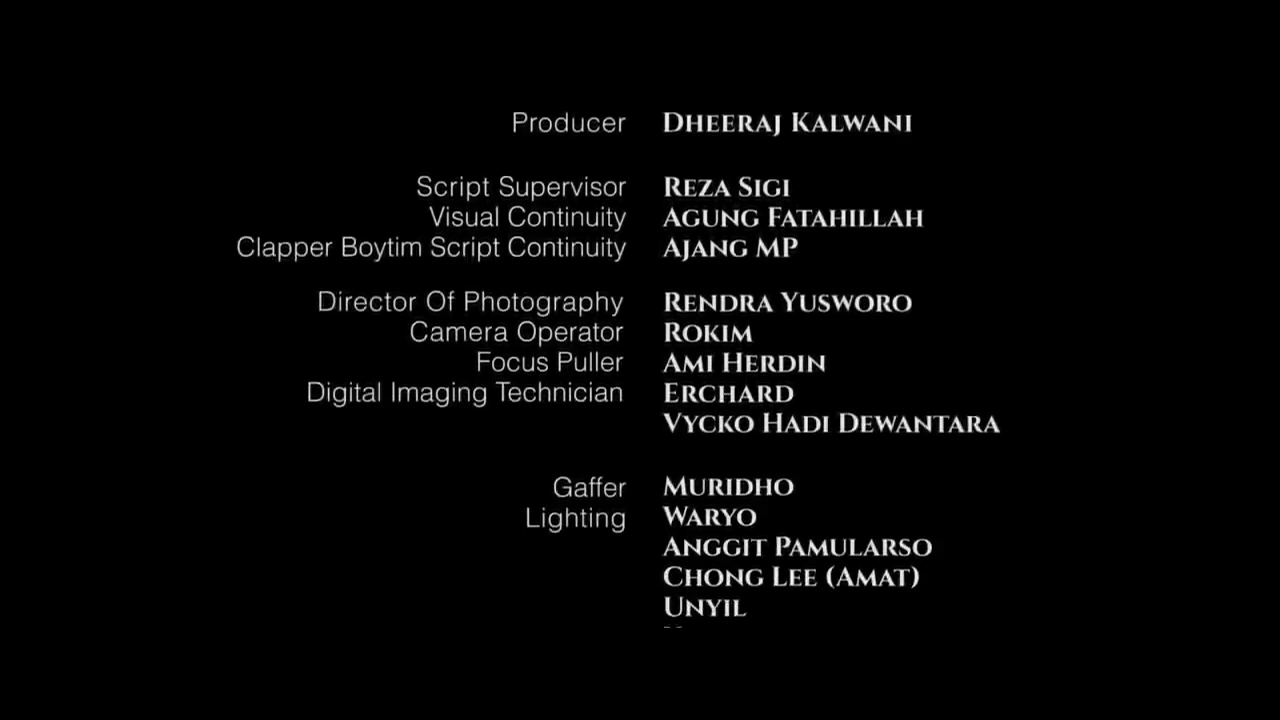 Producer DHEERAJ KALWANI
Script Supervisor REZA SIGI
Visual Continuity AGUNG FATAHILLAH
Clapper Boytim Script Continuity AJANG MP
Director Of Photography RENDRA YUSWORO
Camera Operator ROKIM
Focus Puller AMI HERDIN
Digital Imaging Technician ERCHARD
VYCKO HADI DEWANTARA
Gaffer MURIDHO
Lighting WARYO
ANGGIT PAMULARSO
CHONG LEE (AMAT)
UNYIL